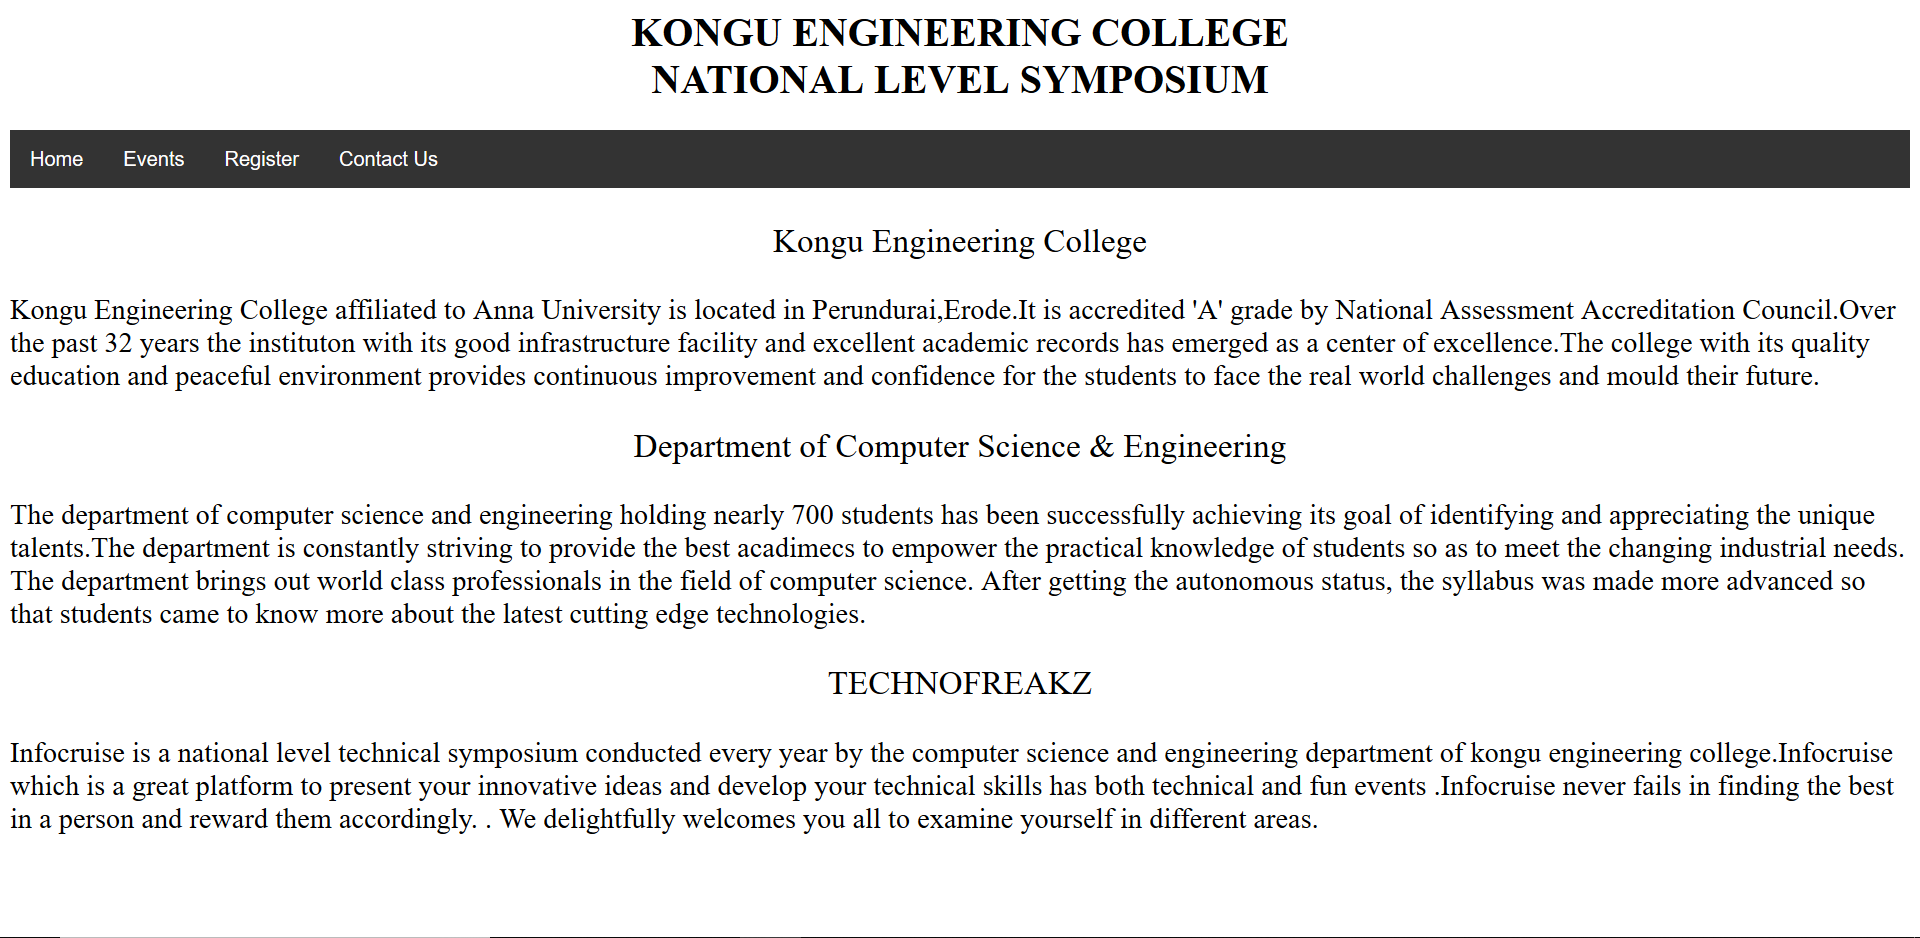 KONGU ENGINEERING COLLEGE
NATIONAL LEVEL SYMPOSIUM
Home Events Register Contact Us
Kongu Engineering College
Kongu Engineering College affiliated to Anna University is located in Perundurai,Erode.It is accredited 'A' grade by National Assessment Accreditation Council.Over
the past 32 years the instituton with its good infrastructure facility and excellent academic records has emerged as a center of excellence.The college with its quality
education and peaceful environment provides continuous improvement and confidence for the students to face the real world challenges and mould their future.
Department of Computer Science & Engineering
The department of computer science and engineering holding nearly 700 students has been successfully achieving its goal of identifying and appreciating the unique
talents.The department is constantly striving to provide the best acadimecs to empower the practical knowledge of students so as to meet the changing industrial needs.
The department brings out world class professionals in the field of computer science. After getting the autonomous status, the syllabus was made more advanced so
that students came to know more about the latest cutting edge technologies.
TECHNOFREAKZ
Infocruise is a national level technical symposium conducted every year by the computer science and engineering department of kongu engineering college.Infocruise
which is a great platform to present your innovative ideas and develop your technical skills has both technical and fun events .Infocruise never fails in finding the best
in a person and reward them accordingly. . We delightfully welcomes you all to examine yourself in different areas.